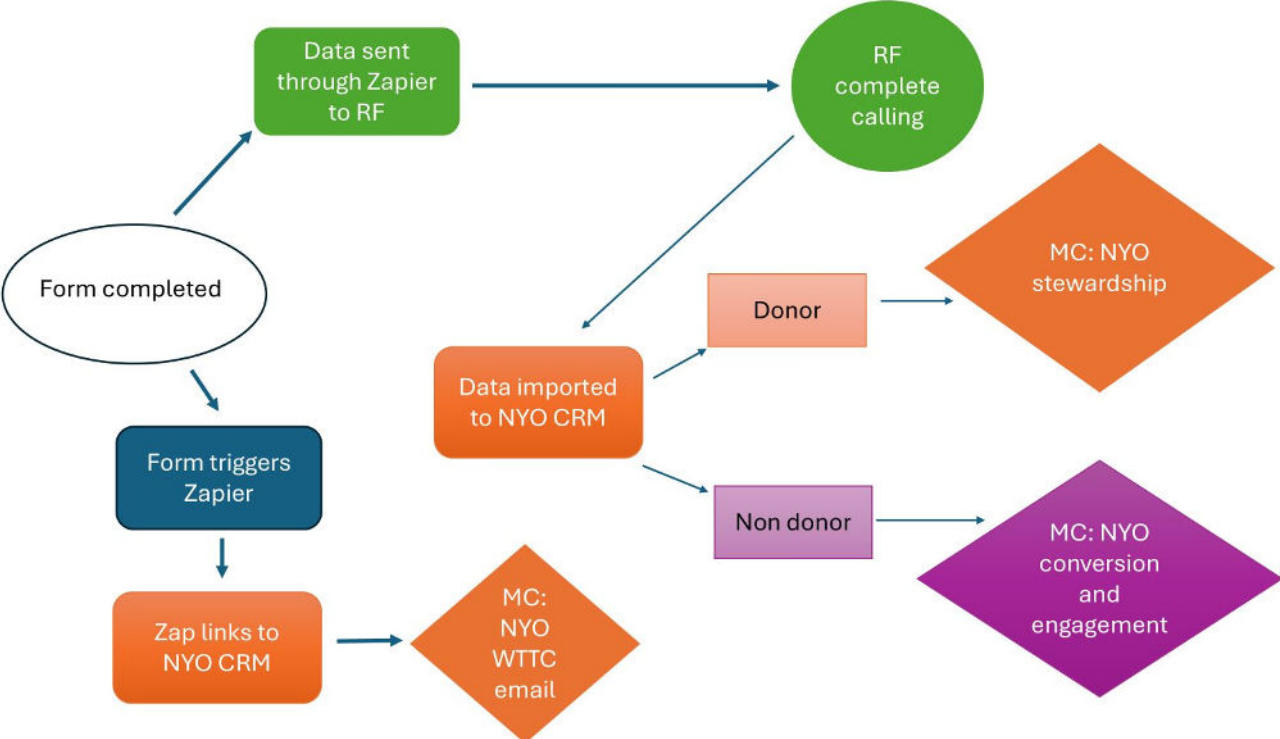 Data sent
through Zapier
to RF
RF
complete
calling
Form completed
MC: NYO
stewardship
Donor
Data imported
to NYO CRM
Form triggers
Zapier
Non donor
MC: NYO
conversion
and
engagement
Zap links to
NYO CRM
MC:
NYO
WTTC
email